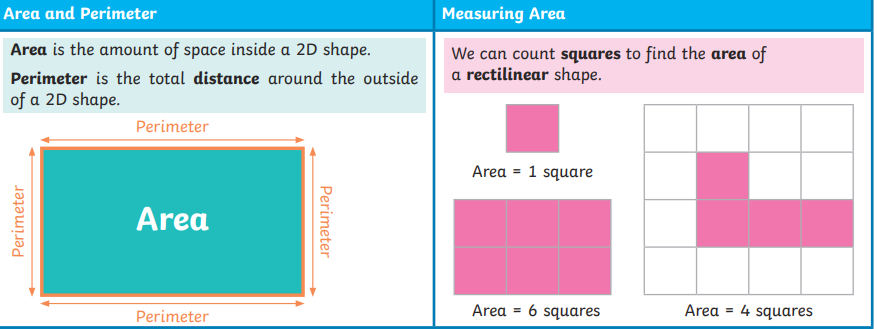 Area and Perimeter
Area is the amount of space inside a 2D shape.
Perimeter is the total distance around the outside
of a 2D shape.
Perimeter
Perimeter
Area
Perimeter
Perimeter
Measuring Area
We can count squares to find the area of
a rectilinear shape.
Area = 1 square
Area = 6 squares
Area = 4 squares